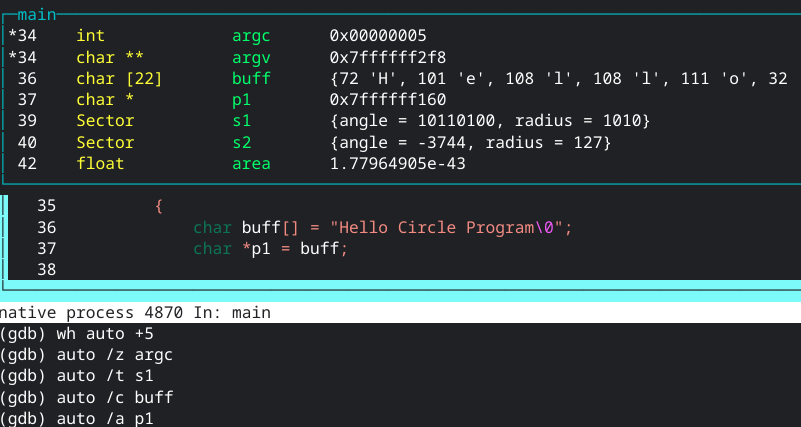 main
*34 int argc 0x00000005
*34 char ** argv 0x7ffffff2f8
36 char [22] buff {72 'H', 101 'e', 108 'l', 108 'l', 111 'o', 32
37 char * p1 0x7ffffff160
39 Sector s1 {angle = 10110100, radius = 1010}
40 Sector s2 {angle = -3744, radius = 127}
42 float area 1.77964905e-43
35 {
36 char buff[] = "Hello Circle Program\0";
37 char *p1 = buff;
38
native process 4870 In: main
(gdb) wh auto +5
(gdb) auto /z argc
(gdb) auto /t s1
(gdb) auto /c buff
(gdb) auto /a p1